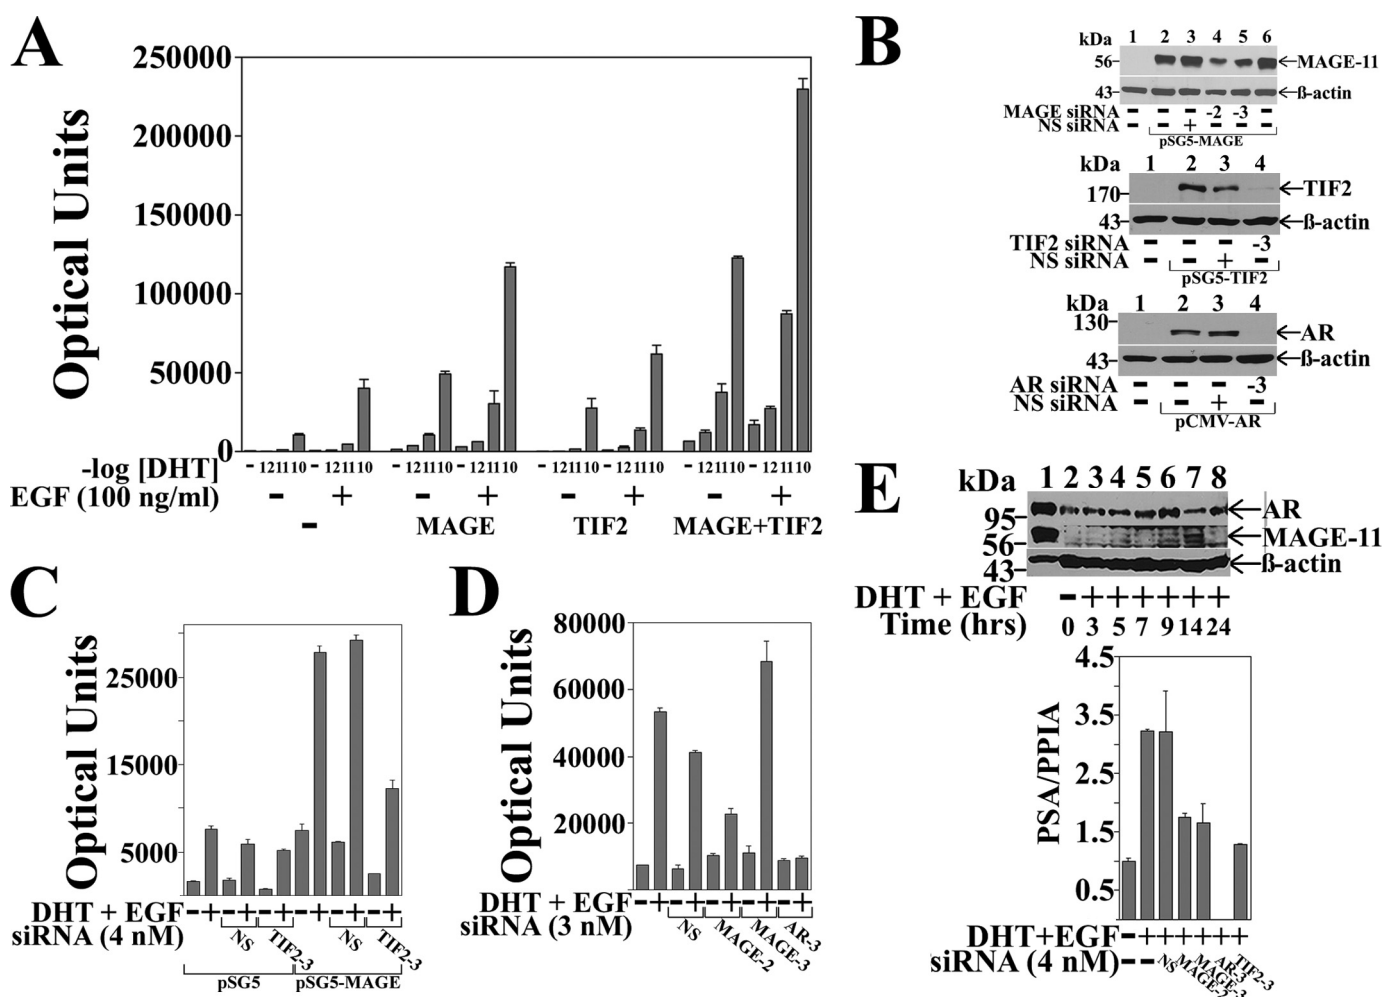 A
250000
200000
150000
100000
50000
0
Optical Units
-log [DHT] - 12 11 10 - 12 11 10 - 12 11 10 - 12 11 10 - 12 11 10 - 12 11 10 - 12 11 10 - 12 11 10
EGF (100 ng/ml) - + - + - + - +
- MAGE TIF2 MAGE+TIF2
B
kDa 1 2 3 4 5 6
56 MAGE-11
43 ß-actin
MAGE siRNA - - - -2 -3 -
NS siRNA - - + - - -
pSG5-MAGE
kDa 1 2 3 4
170 TIF2
43 ß-actin
TIF2 siRNA - - - -3
NS siRNA - - + -
pSG5-TIF2
kDa 1 2 3 4
130 AR
43 ß-actin
AR siRNA - - - -3
NS siRNA - - + -
pCMV-AR
C
25000
15000
5000
Optical Units
DHT + EGF - + - + - + - + - + - +
siRNA (4 nM) NS TIF2-3 NS TIF2-3
pSG5 pSG5-MAGE
D
80000
60000
40000
20000
0
Optical Units
DHT + EGF - + - + - + - + - +
siRNA (3 nM) NS MAGE-2 MAGE-3 AR-3
E
kDa 1 2 3 4 5 6 7 8
95 AR
56 MAGE-11
43 ß-actin
DHT + EGF - + + + + + +
Time (hrs) 0 3 5 7 9 14 24
4.5
3.5
2.5
1.5
0.5
PSA/PPIA
DHT+EGF - + + + + + +
siRNA (4 nM) - - NS MAGE-2 MAGE-3 AR-3 TIF2-3